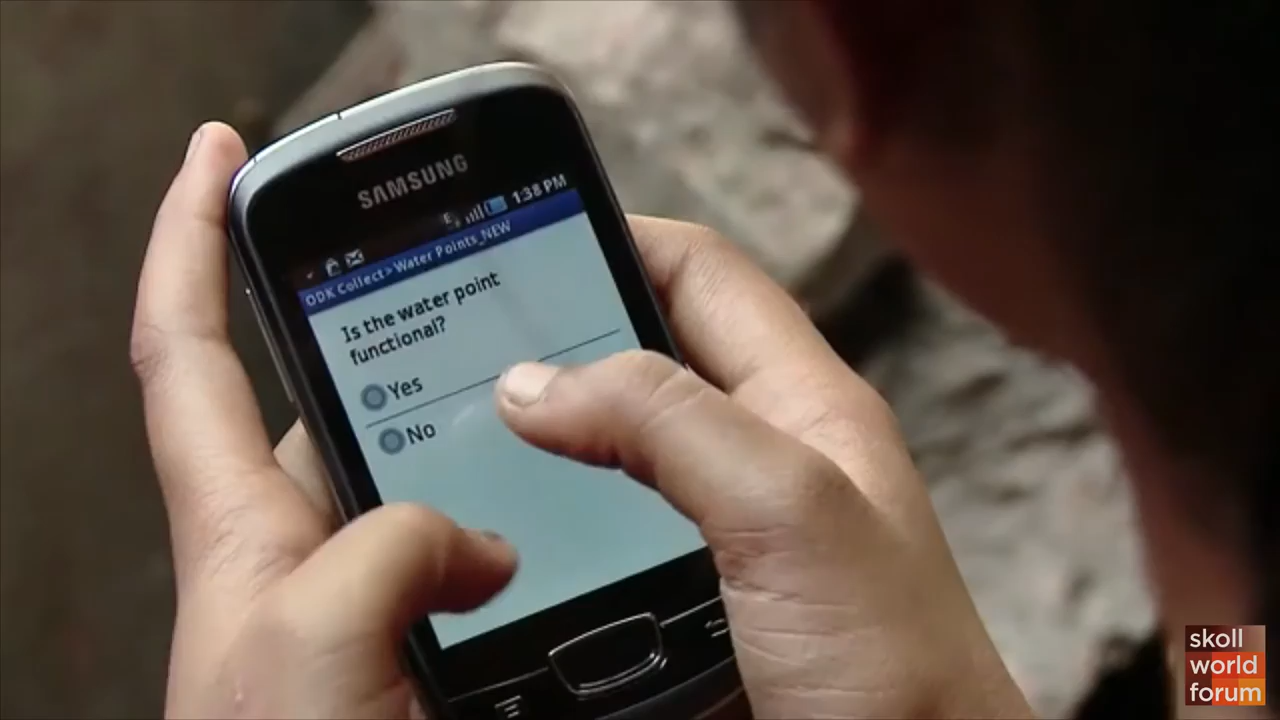 SAMSUNG
1:38 PM
ODK Collect > Water Points_NEW
Is the water point
functional?
Yes
No
skoll
world
forum